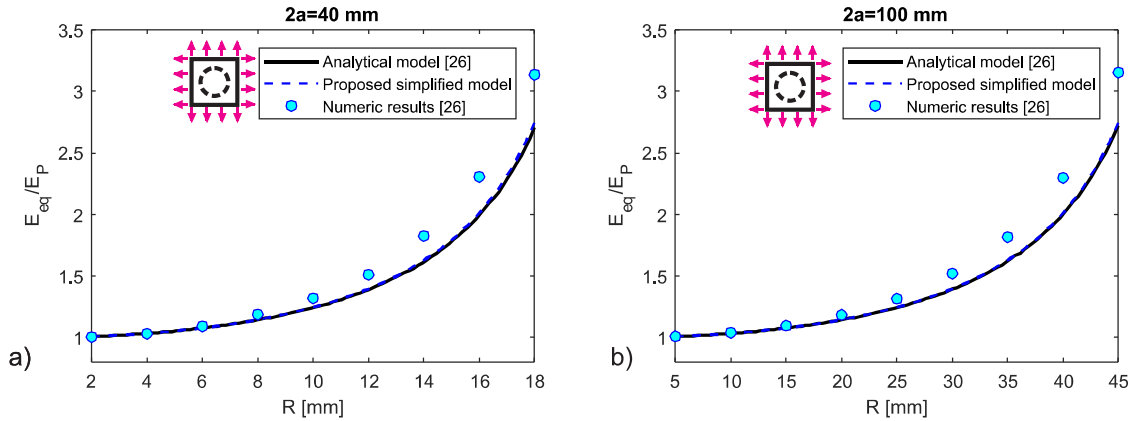 2a=40 mm
3.5
3
2.5
2
1.5
1
E_eq/E_P
Analytical model [26]
Proposed simplified model
Numeric results [26]
a)
2 4 6 8 10 12 14 16 18
R [mm]
2a=100 mm
3.5
3
2.5
2
1.5
1
E_eq/E_P
Analytical model [26]
Proposed simplified model
Numeric results [26]
b)
5 10 15 20 25 30 35 40 45
R [mm]